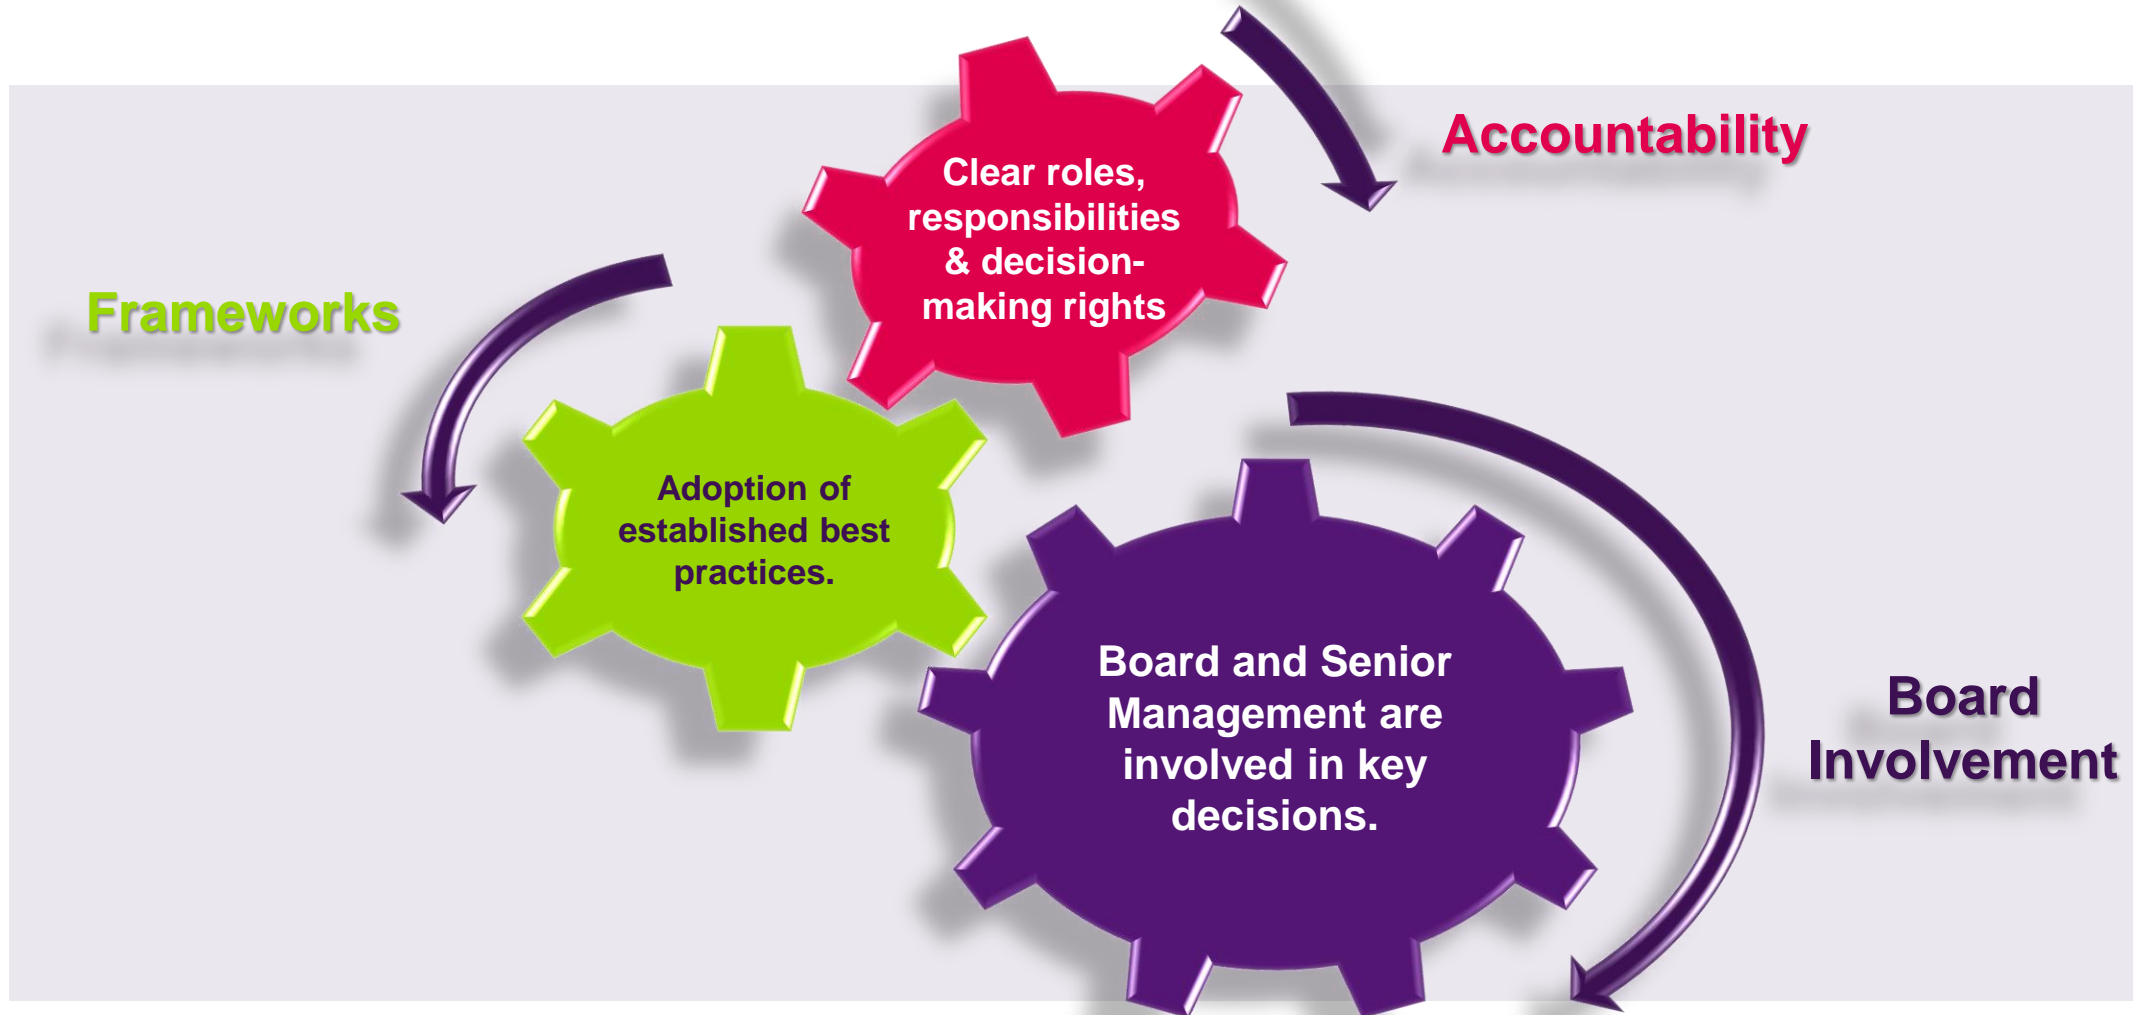 Accountability
Clear roles,
responsibilities
& decision-
making rights
Frameworks
Adoption of
established best
practices.
Board and Senior
Management are
involved in key
decisions.
Board
Involvement